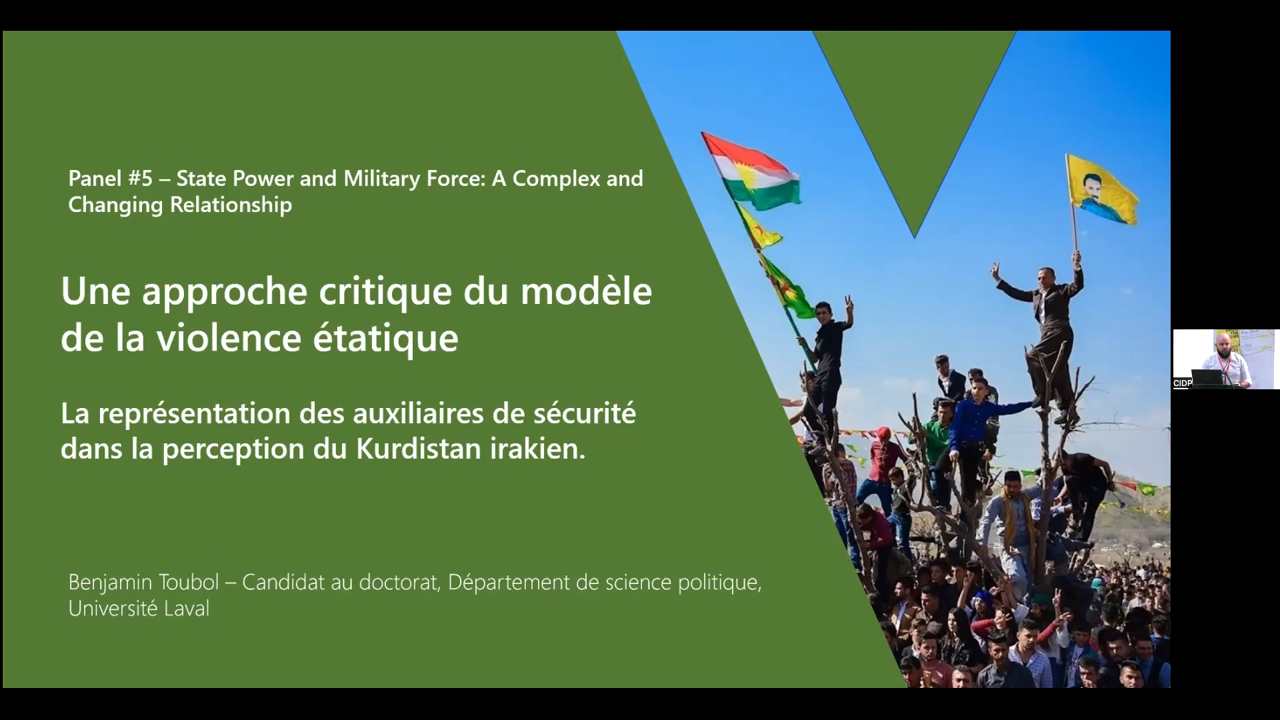 Panel #5 – State Power and Military Force: A Complex and
Changing Relationship
Une approche critique du modèle
de la violence étatique
La représentation des auxiliaires de sécurité
dans la perception du Kurdistan irakien.
Benjamin Toubol – Candidat au doctorat, Département de science politique,
Université Laval
CIDP